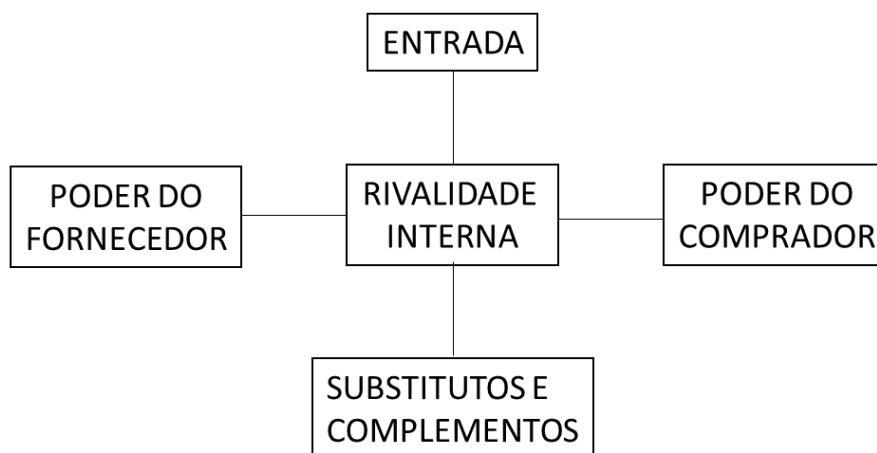 ENTRADA
PODER DO
FORNECEDOR
RIVALIDADE
INTERNA
PODER DO
COMPRADOR
SUBSTITUTOS E
COMPLEMENTOS